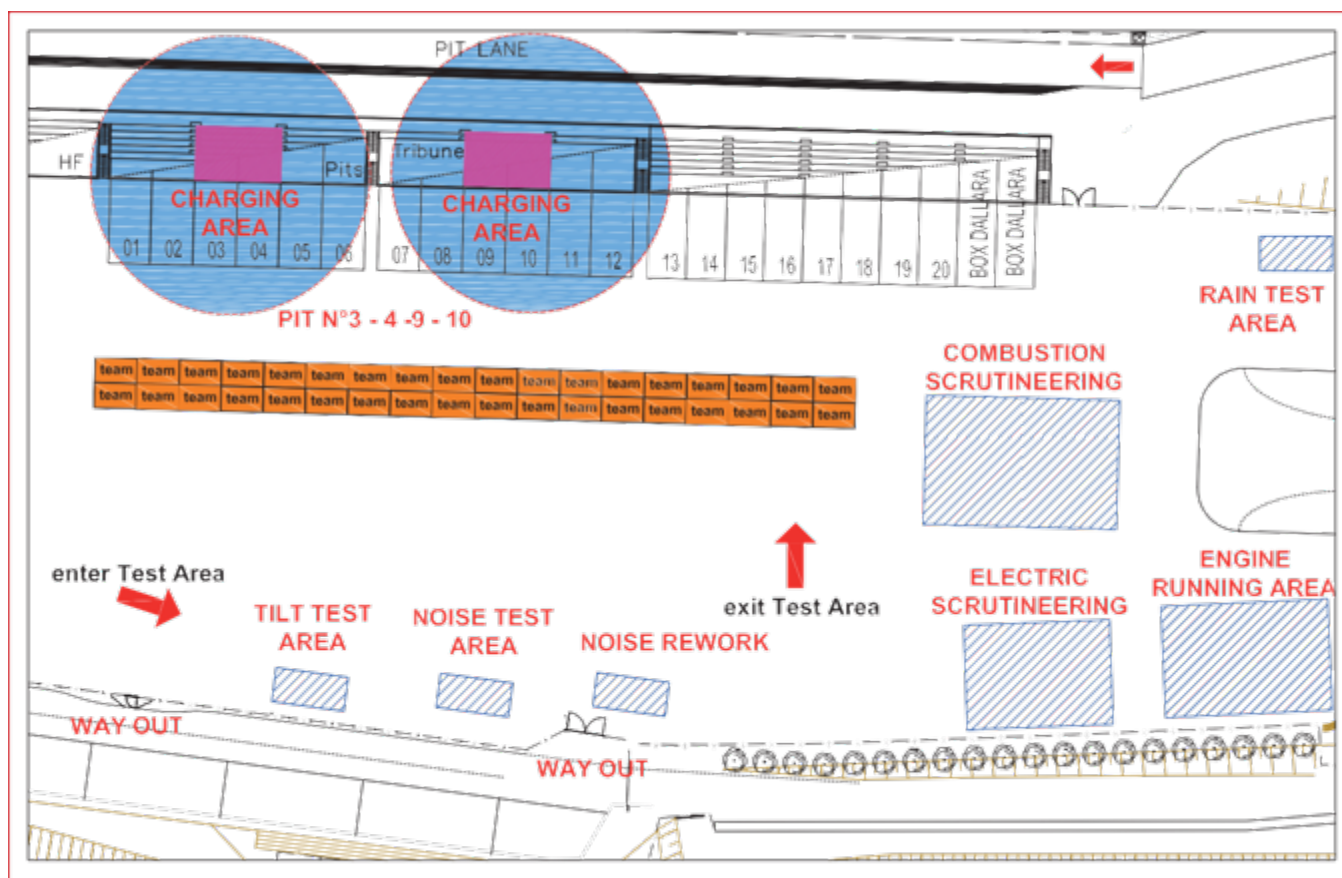 PIT LANE
HF
Pits
Tribune
CHARGING
AREA
CHARGING
AREA
01 02 03 04 05 06 07 08 09 10 11 12 13 14 15 16 17 18 19 20 BOX DALLARA BOX DALLARA
PIT N°3 - 4 -9 - 10
RAIN TEST
AREA
COMBUSTION
SCRUTINEERING
team team team team team team team team team team team team team team team team team team
team team team team team team team team team team team team team team team team team team
enter Test Area
exit Test Area
TILT TEST
AREA
NOISE TEST
AREA
NOISE REWORK
ELECTRIC
SCRUTINEERING
ENGINE
RUNNING AREA
WAY OUT
WAY OUT
L